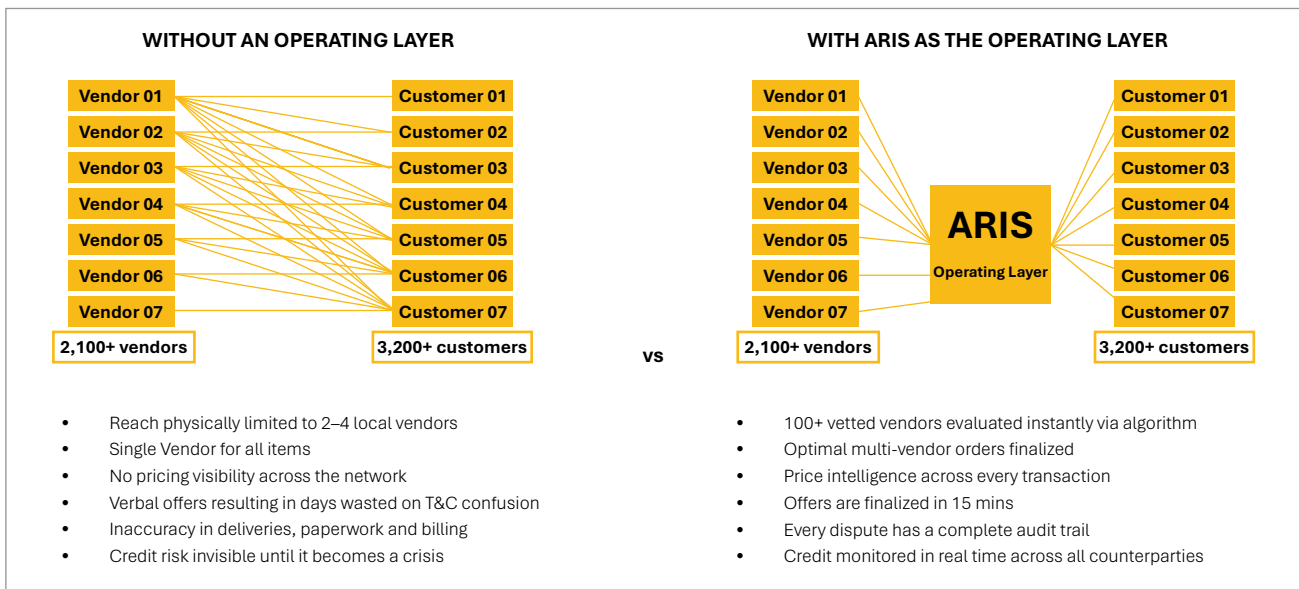 WITHOUT AN OPERATING LAYER
Vendor 01
Vendor 02
Vendor 03
Vendor 04
Vendor 05
Vendor 06
Vendor 07
2,100+ vendors
Customer 01
Customer 02
Customer 03
Customer 04
Customer 05
Customer 06
Customer 07
3,200+ customers
• Reach physically limited to 2–4 local vendors
• Single Vendor for all items
• No pricing visibility across the network
• Verbal offers resulting in days wasted on T&C confusion
• Inaccuracy in deliveries, paperwork and billing
• Credit risk invisible until it becomes a crisis
vs
WITH ARIS AS THE OPERATING LAYER
Vendor 01
Vendor 02
Vendor 03
Vendor 04
Vendor 05
Vendor 06
Vendor 07
2,100+ vendors
ARIS
Operating Layer
Customer 01
Customer 02
Customer 03
Customer 04
Customer 05
Customer 06
Customer 07
3,200+ customers
• 100+ vetted vendors evaluated instantly via algorithm
• Optimal multi-vendor orders finalized
• Price intelligence across every transaction
• Offers are finalized in 15 mins
• Every dispute has a complete audit trail
• Credit monitored in real time across all counterparties